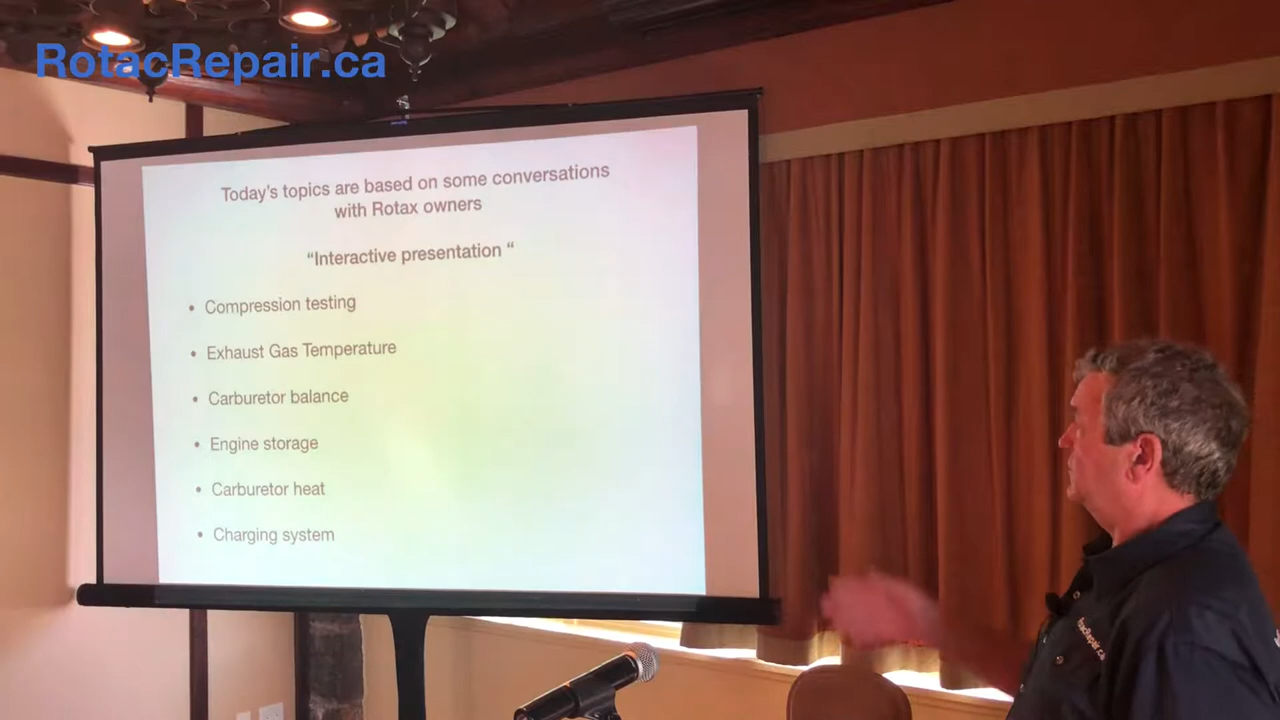 RotacRepair.ca
Today's topics are based on some conversations
with Rotax owners
“Interactive presentation “
• Compression testing
• Exhaust Gas Temperature
• Carburetor balance
• Engine storage
• Carburetor heat
• Charging system